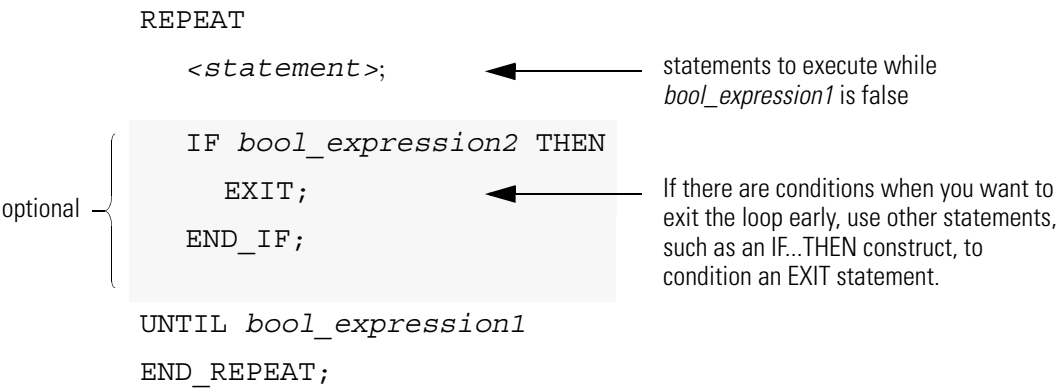 REPEAT
<statement>;
statements to execute while
bool_expression1 is false
optional
IF bool_expression2 THEN
EXIT;
END_IF;
If there are conditions when you want to
exit the loop early, use other statements,
such as an IF...THEN construct, to
condition an EXIT statement.
UNTIL bool_expression1
END_REPEAT;